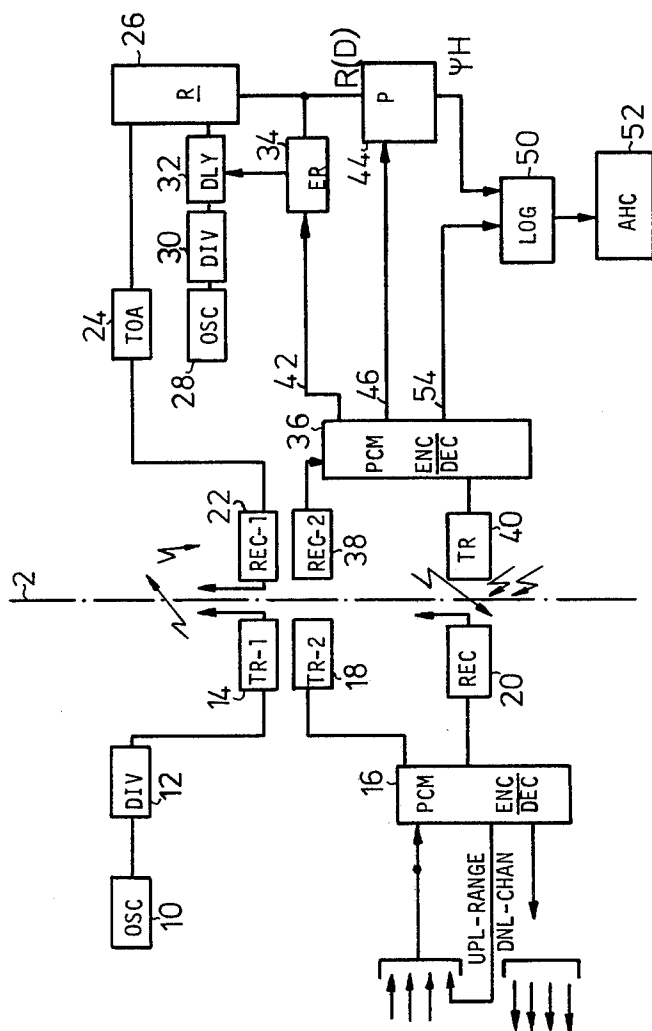 2
OSC
10
DIV
12
TR-1
14
TR-2
18
PCM
ENC
DEC
16
REC
20
UPL-RANGE
DNL-CHAN
REC-1
22
REC-2
38
TR
40
PCM
ENC
DEC
36
TOA
24
OSC
28
DIV
30
DLY
32
R
26
ER
34
42
46
54
R(D)
P
44
ΨH
LOG
50
AHC
52